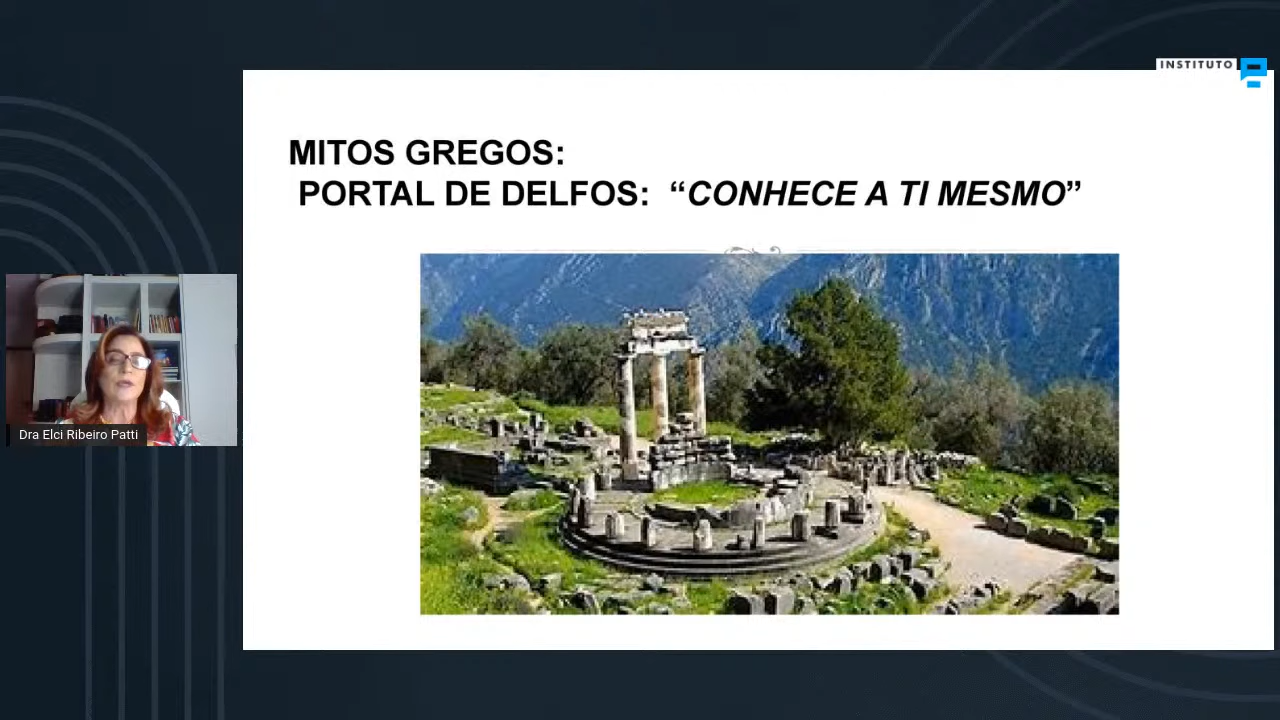 INSTITUTO
MITOS GREGOS:
PORTAL DE DELFOS: “CONHECE A TI MESMO”
Dra Elci Ribeiro Patti